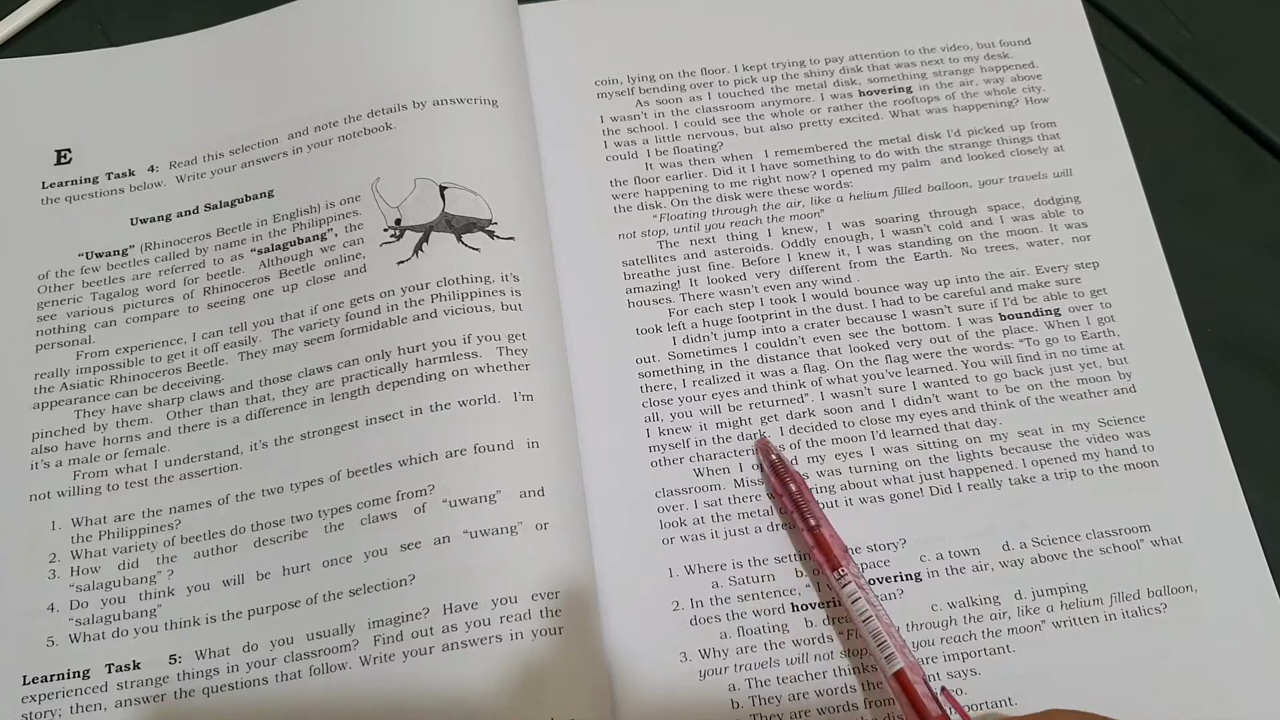 E
Learning Task 4: Read this selection and note the details by answering
the questions below. Write your answers in your notebook.
Uwang and Salagubang
“Uwang” (Rhinoceros Beetle in English) is one
of the few beetles called by name in the Philippines.
Other beetles are referred to as “salagubang”, the
generic Tagalog word for beetle. Although we can
see various pictures of Rhinoceros Beetle online,
nothing can compare to seeing one up close and
personal.
From experience, I can tell you that if one gets on your clothing, it’s
really impossible to get it off easily. The variety found in the Philippines is
the Asiatic Rhinoceros Beetle. They may seem formidable and vicious, but
appearance can be deceiving.
They have sharp claws and those claws can only hurt you if you get
pinched by them. Other than that, they are practically harmless. They
also have horns and there is a difference in length depending on whether
it’s a male or female.
From what I understand, it’s the strongest insect in the world. I’m
not willing to test the assertion.
1. What are the names of the two types of beetles which are found in
the Philippines?
2. What variety of beetles do those two types come from?
3. How did the author describe the claws of “uwang” and
“salagubang” ?
4. Do you think you will be hurt once you see an “uwang” or
“salagubang”
5. What do you think is the purpose of the selection?
Learning Task 5: What do you usually imagine? Have you ever
experienced strange things in your classroom? Find out as you read the
story; then, answer the questions that follow. Write your answers in your
coin, lying on the floor. I kept trying to pay attention to the video, but found
myself bending over to pick up the shiny disk that was next to my desk.
As soon as I touched the metal disk, something strange happened.
I wasn’t in the classroom anymore. I was hovering in the air, way above
the school. I could see the whole or rather the rooftops of the whole city.
I was a little nervous, but also pretty excited. What was happening? How
could I be floating?
It was then when I remembered the metal disk I’d picked up from
the floor earlier. Did it have something to do with the strange things that
were happening to me right now? I opened my palm and looked closely at
the disk. On the disk were these words:
“Floating through the air, like a helium filled balloon, your travels will
not stop, until you reach the moon”
The next thing I knew, I was soaring through space, dodging
satellites and asteroids. Oddly enough, I wasn’t cold and I was able to
breathe just fine. Before I knew it, I was standing on the moon. It was
amazing! It looked very different from the Earth. No trees, water, nor
houses. There wasn’t even any wind .
For each step I took I would bounce way up into the air. Every step
took left a huge footprint in the dust. I had to be careful and make sure
I didn’t jump into a crater because I wasn’t sure if I’d be able to get
out. Sometimes I couldn’t even see the bottom. I was bounding over to
something in the distance that looked very out of the place. When I got
there, I realized it was a flag. On the flag were the words: “To go to Earth,
close your eyes and think of what you’ve learned. You will find in no time at
all, you will be returned”. I wasn’t sure I wanted to go back just yet, but
I knew it might get dark soon and I didn’t want to be on the moon by
myself in the dark. I decided to close my eyes and think of the weather and
other of the moon I’d learned that day.
When I my eyes I was sitting on my seat in my Science
classroom. Miss was turning on the lights because the video was
over. I sat there about what just happened. I opened my hand to
look at the metal but it was gone! Did I really take a trip to the moon
or was it just a
1. Where is the story?
a. Saturn b. space c. a town d. a Science classroom
2. In the sentence, “ I hovering in the air, way above the school” what
does the word
a. floating b. c. walking d. jumping
3. Why are the words through the air, like a helium filled balloon,
your travels will not stop, you reach the moon” written in italics?
a. The teacher thinks are important.
b. They are words the says.
They are words from